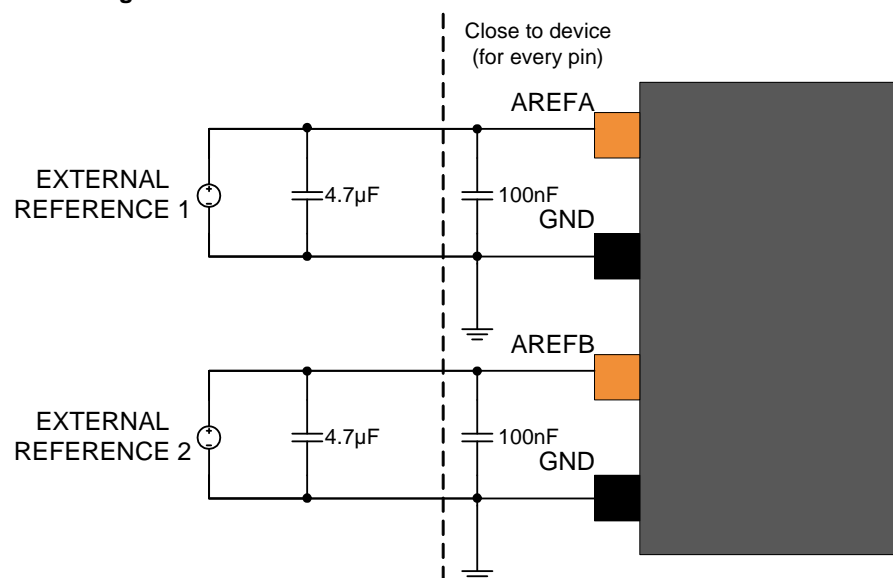 Close to device
(for every pin)
AREFA
EXTERNAL
REFERENCE 1
4.7µF
100nF
GND
AREFB
EXTERNAL
REFERENCE 2
4.7µF
100nF
GND